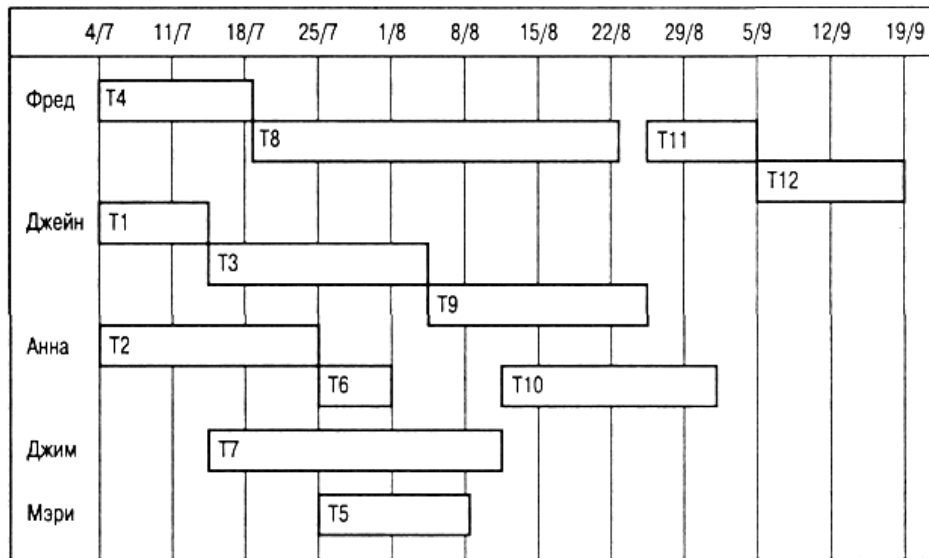 4/7 11/7 18/7 25/7 1/8 8/8 15/8 22/8 29/8 5/9 12/9 19/9
Фред T4
T8 T11
T12
Джейн T1
T3
T9
Анна T2
T6 T10
Джим T7
Мэри T5